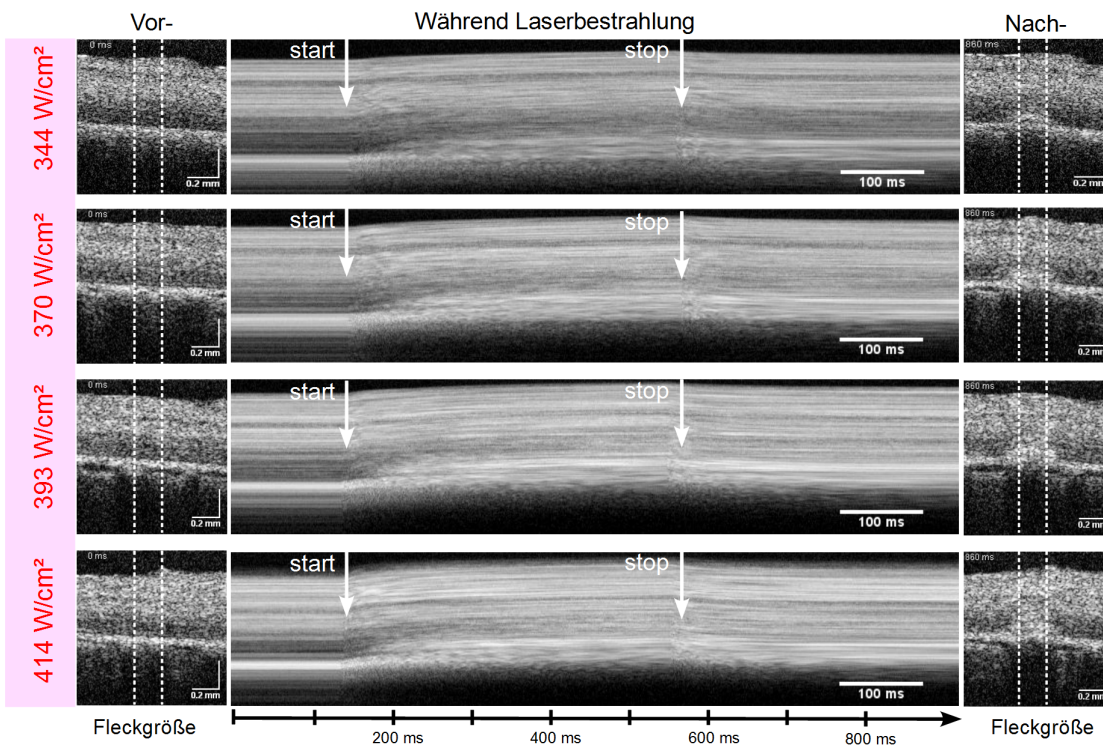 Vor-
Während Laserbestrahlung
Nach-
344 W/cm²
0 ms
0.2 mm
start
stop
100 ms
860 ms
0.2 mm
370 W/cm²
0 ms
0.2 mm
start
stop
100 ms
860 ms
0.2 mm
393 W/cm²
0 ms
0.2 mm
start
stop
100 ms
860 ms
0.2 mm
414 W/cm²
0 ms
0.2 mm
start
stop
100 ms
860 ms
0.2 mm
Fleckgröße
200 ms
400 ms
600 ms
800 ms
Fleckgröße